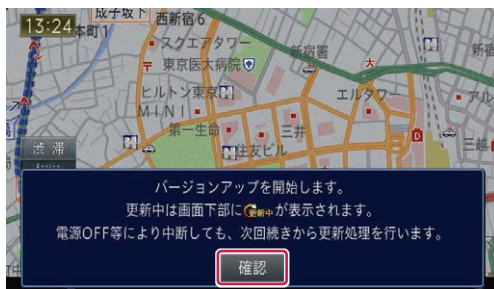 13:24
成子坂下
西新宿6
本町1
スクエアタワー
新宿署
東京医大病院
大
ヒルトン東京
エルタワー
MINI
アル
第一生命
三井
住友ビル
三越
渋滞
バージョンアップを開始します。
更新中は画面下部に更新中が表示されます。
電源OFF等により中断しても、次回続きから更新処理を行います。
確認